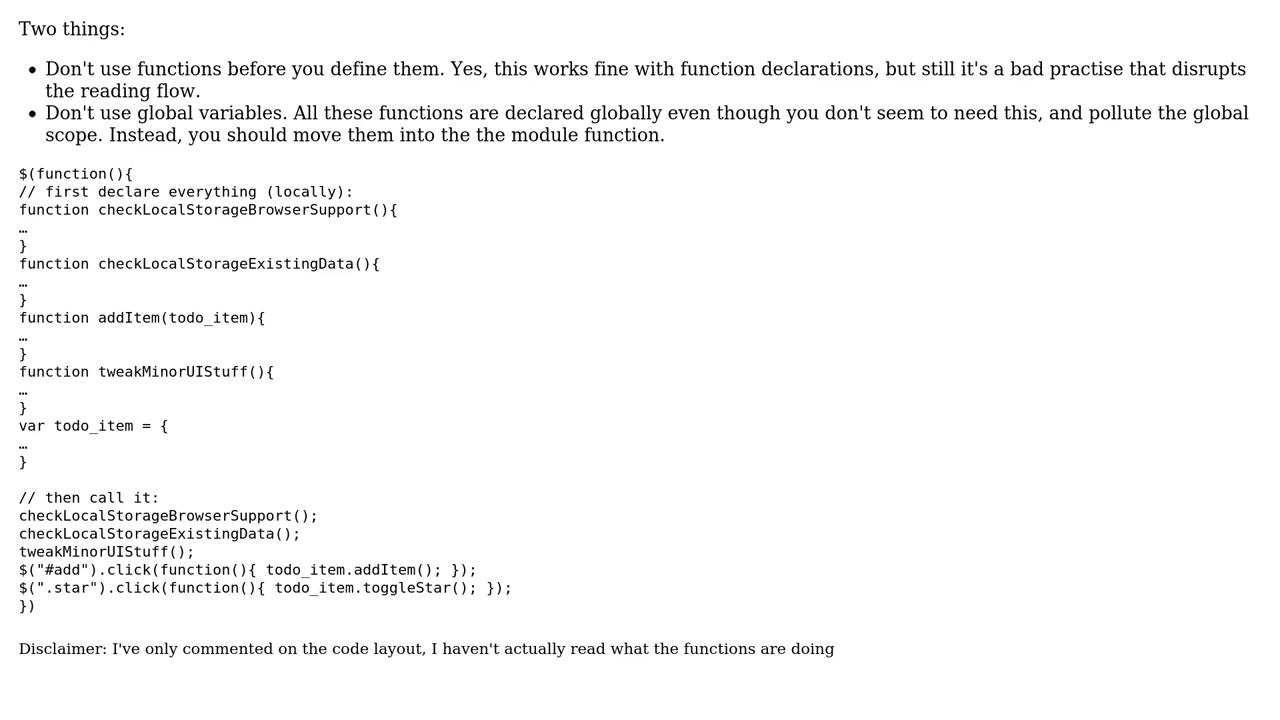 Two things:
• Don't use functions before you define them. Yes, this works fine with function declarations, but still it's a bad practise that disrupts
the reading flow.
• Don't use global variables. All these functions are declared globally even though you don't seem to need this, and pollute the global
scope. Instead, you should move them into the the module function.
$(function(){
// first declare everything (locally):
function checkLocalStorageBrowserSupport(){
…
}
function checkLocalStorageExistingData(){
…
}
function addItem(todo_item){
…
}
function tweakMinorUIStuff(){
…
}
var todo_item = {
…
}

// then call it:
checkLocalStorageBrowserSupport();
checkLocalStorageExistingData();
tweakMinorUIStuff();
$("#add").click(function(){ todo_item.addItem(); });
$(".star").click(function(){ todo_item.toggleStar(); });
})
Disclaimer: I've only commented on the code layout, I haven't actually read what the functions are doing